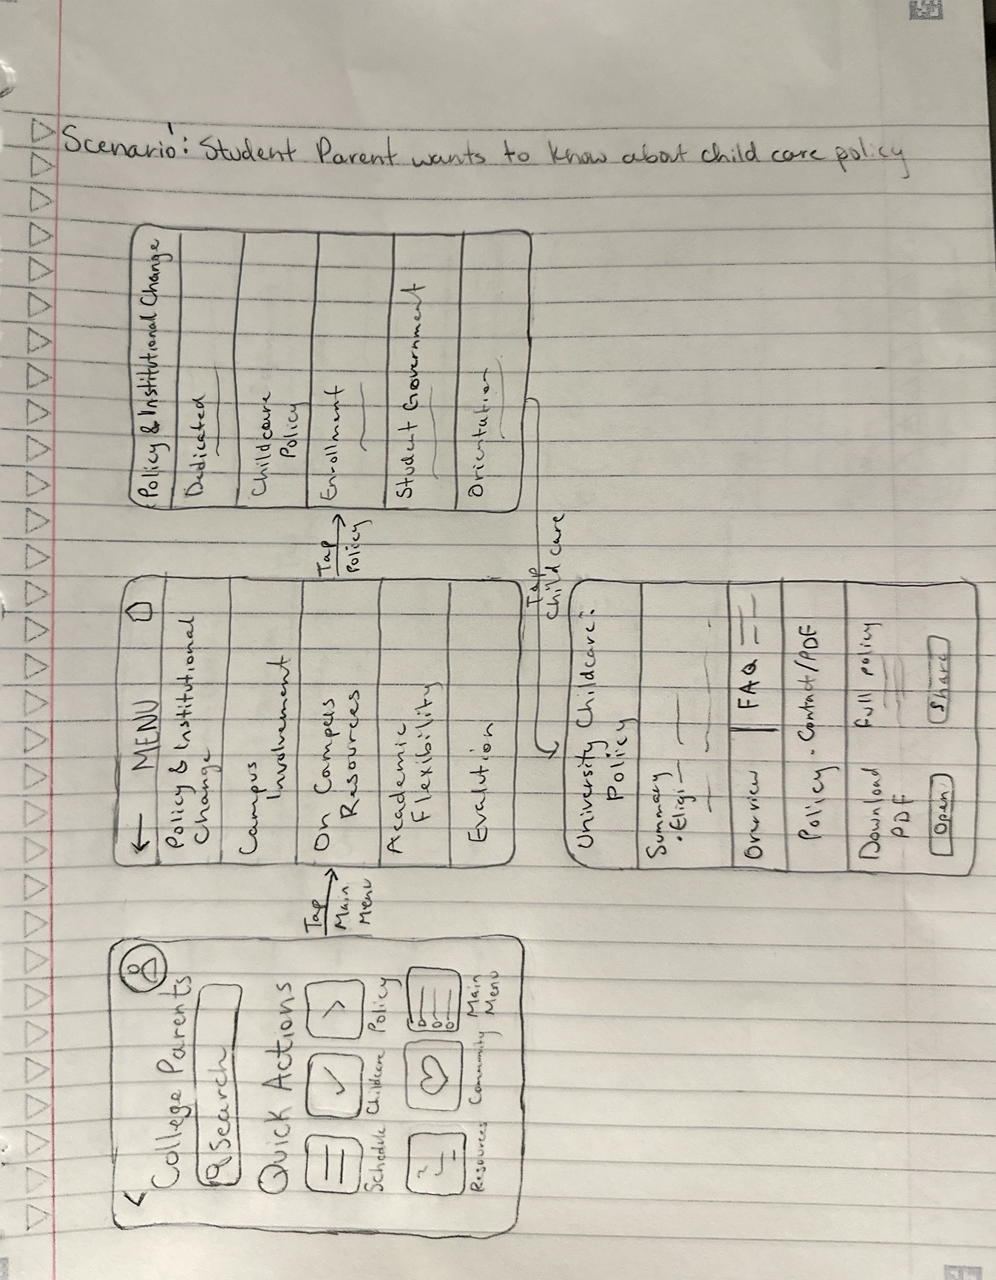 Scenario: Student Parent wants to know about child care policy
College Parents
Search
Quick Actions
Schedule Childcare Policy
Resources Community Main
Menu
Tap
Main
Menu
MENU
Policy & Institutional
Change
Campus
Involvement
On Campus
Resources
Academic
Flexibility
Evalution
Tap
Policy
Policy & Institutional Change
Dedicated
Childcare
Policy
Enrollment
Student Government
Orientation
Tap
Child care
University Childcare:
Policy
Summary
• Eligi
Overview | FAQ
Policy - Contact/PDF
Download full policy
PDF
Open Share